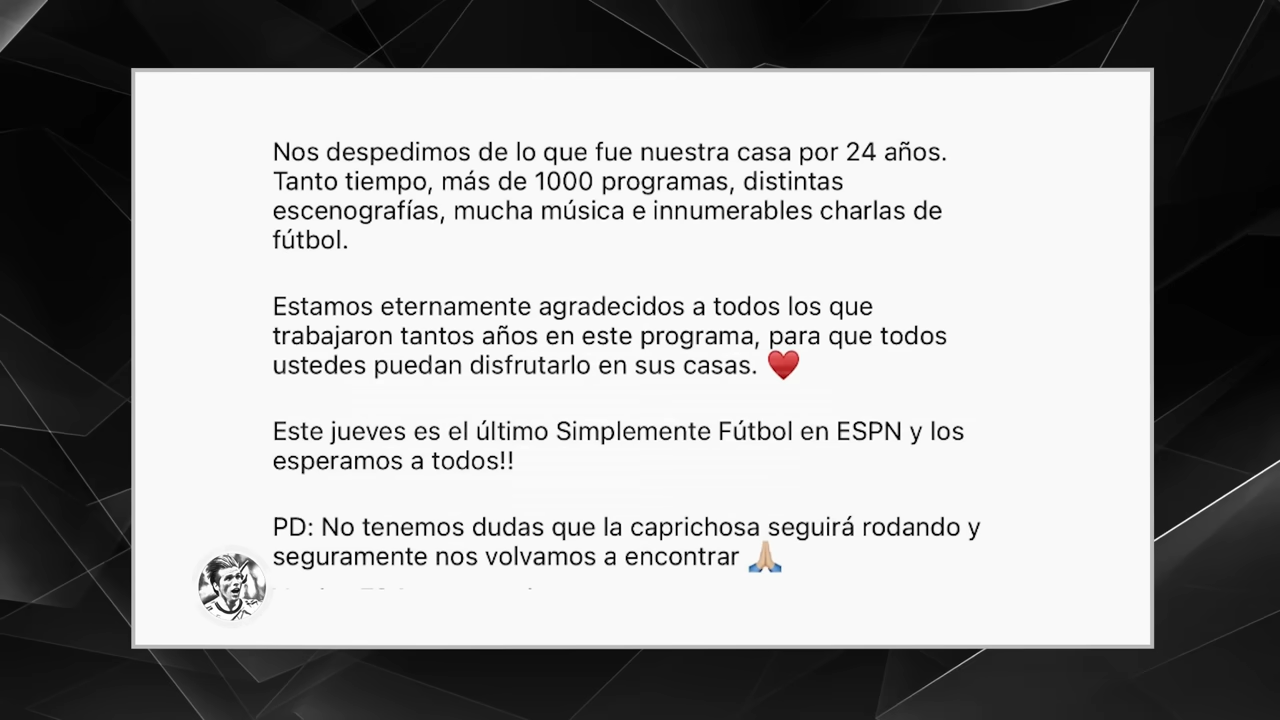 Nos despedimos de lo que fue nuestra casa por 24 años.
Tanto tiempo, más de 1000 programas, distintas
escenografías, mucha música e innumerables charlas de
fútbol.
Estamos eternamente agradecidos a todos los que
trabajaron tantos años en este programa, para que todos
ustedes puedan disfrutarlo en sus casas. ♥️
Este jueves es el último Simplemente Fútbol en ESPN y los
esperamos a todos!!
PD: No tenemos dudas que la caprichosa seguirá rodando y
seguramente nos volvamos a encontrar 🙏🏼